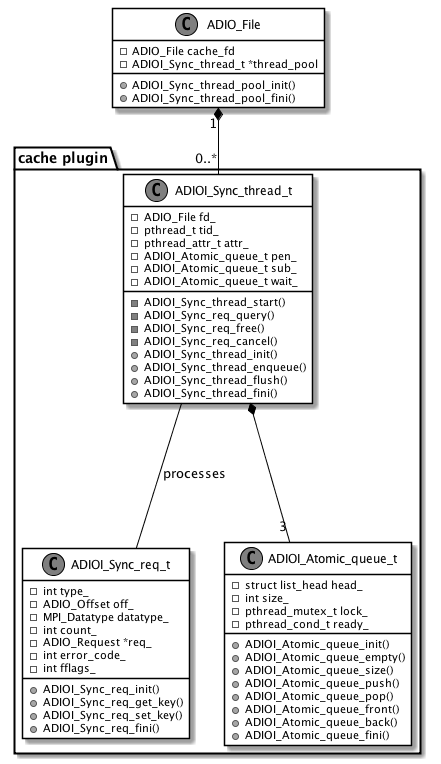 C ADIO_File
ADIO_File cache_fd
ADIOI_Sync_thread_t *thread_pool
ADIOI_Sync_thread_pool_init()
ADIOI_Sync_thread_pool_fini()
1
0..*
cache plugin
C ADIOI_Sync_thread_t
ADIO_File fd_
pthread_t tid_
pthread_attr_t attr_
ADIOI_Atomic_queue_t pen_
ADIOI_Atomic_queue_t sub_
ADIOI_Atomic_queue_t wait_
ADIOI_Sync_thread_start()
ADIOI_Sync_req_query()
ADIOI_Sync_req_free()
ADIOI_Sync_req_cancel()
ADIOI_Sync_thread_init()
ADIOI_Sync_thread_enqueue()
ADIOI_Sync_thread_flush()
ADIOI_Sync_thread_fini()
processes
3
C ADIOI_Sync_req_t
int type_
ADIO_Offset off_
MPI_Datatype datatype_
int count_
ADIO_Request *req_
int error_code_
int fflags_
ADIOI_Sync_req_init()
ADIOI_Sync_req_get_key()
ADIOI_Sync_req_set_key()
ADIOI_Sync_req_fini()
C ADIOI_Atomic_queue_t
struct list_head head_
int size_
pthread_mutex_t lock_
pthread_cond_t ready_
ADIOI_Atomic_queue_init()
ADIOI_Atomic_queue_empty()
ADIOI_Atomic_queue_size()
ADIOI_Atomic_queue_push()
ADIOI_Atomic_queue_pop()
ADIOI_Atomic_queue_front()
ADIOI_Atomic_queue_back()
ADIOI_Atomic_queue_fini()